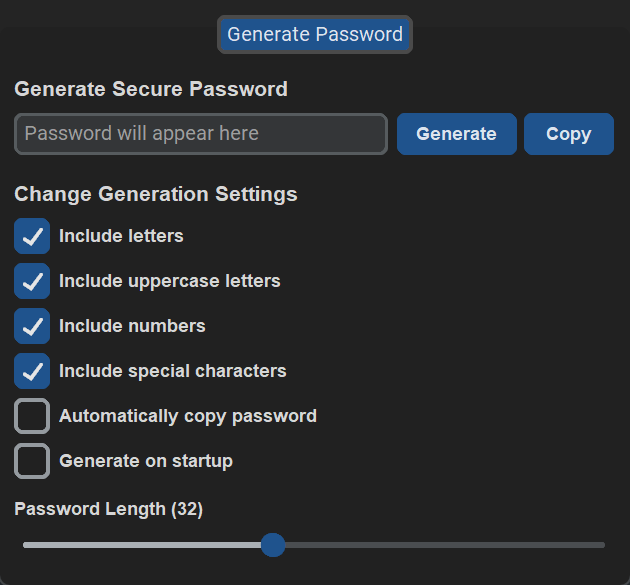 Generate Password
Generate Secure Password
Password will appear here
Generate
Copy
Change Generation Settings
Include letters
Include uppercase letters
Include numbers
Include special characters
Automatically copy password
Generate on startup
Password Length (32)